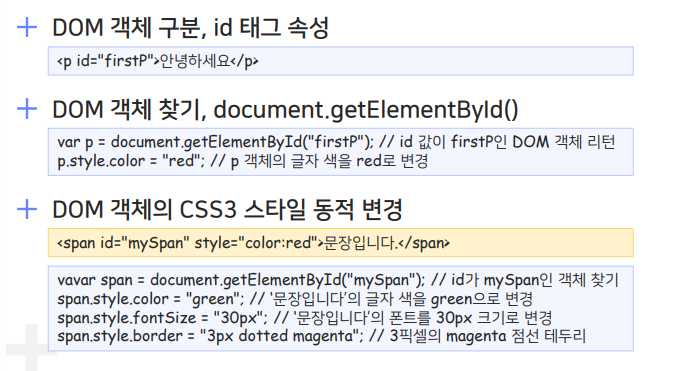 DOM 객체 구분, id 태그 속성
<p id="firstP">안녕하세요</p>
DOM 객체 찾기, document.getElementById()
var p = document.getElementById("firstP"); // id 값이 firstP인 DOM 객체 리턴
p.style.color = "red"; // p 객체의 글자 색을 red로 변경
DOM 객체의 CSS3 스타일 동적 변경
<span id="mySpan" style="color:red">문장입니다.</span>
vavar span = document.getElementById("mySpan"); // id가 mySpan인 객체 찾기
span.style.color = "green"; // '문장입니다'의 글자 색을 green으로 변경
span.style.fontSize = "30px"; // '문장입니다'의 폰트를 30px 크기로 변경
span.style.border = "3px dotted magenta"; // 3픽셀의 magenta 점선 테두리